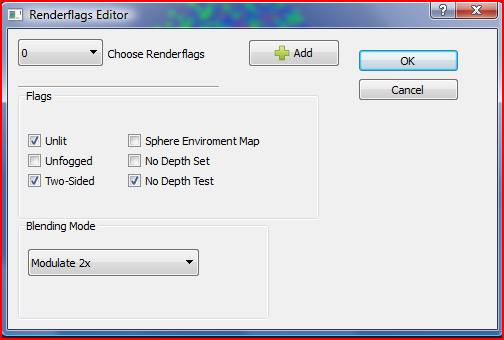 Renderflags Editor
0 Choose Renderflags Add
OK
Cancel
Flags
Unlit Sphere Enviroment Map
Unfogged No Depth Set
Two-Sided No Depth Test
Blending Mode
Modulate 2x